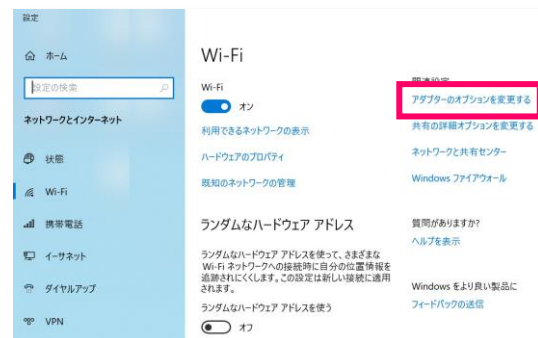 設定
ホーム
設定の検索
ネットワークとインターネット
状態
Wi-Fi
携帯電話
イーサネット
ダイヤルアップ
VPN
Wi-Fi
Wi-Fi
オン
利用できるネットワークの表示
ハードウェアのプロパティ
既知のネットワークの管理
ランダムなハードウェア アドレス
ランダムなハードウェア アドレスを使って、さまざまな
Wi-Fi ネットワークへの接続時に自分の位置情報を
追跡されにくくします。この設定は新しい接続に適用
されます。
ランダムなハードウェア アドレスを使う
オフ
関連設定
アダプターのオプションを変更する
共有の詳細オプションを変更する
ネットワークと共有センター
Windows ファイアウォール
質問がありますか?
ヘルプを表示
Windows をより良い製品に
フィードバックの送信